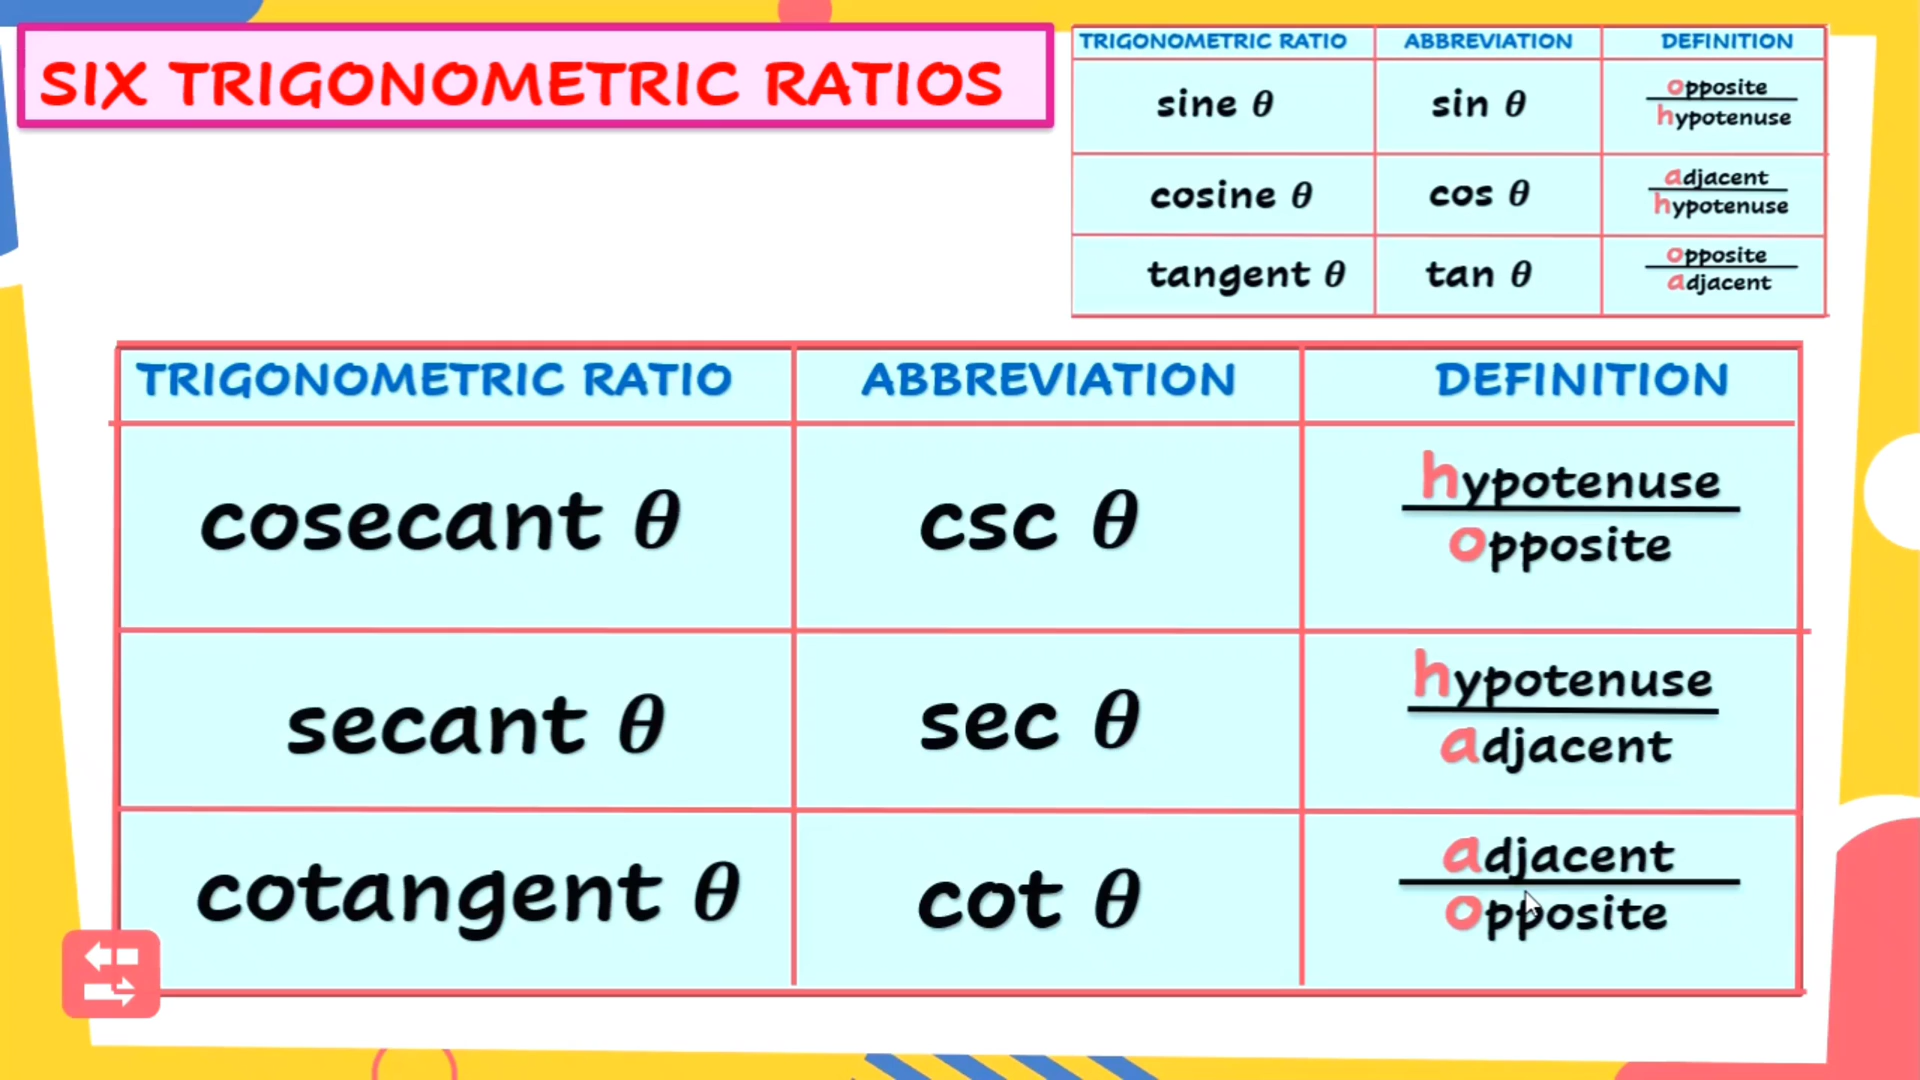 SIX TRIGONOMETRIC RATIOS
TRIGONOMETRIC RATIO ABBREVIATION DEFINITION
sine θ sin θ opposite
hypotenuse
cosine θ cos θ adjacent
hypotenuse
tangent θ tan θ opposite
adjacent
TRIGONOMETRIC RATIO ABBREVIATION DEFINITION
cosecant θ csc θ hypotenuse
opposite
secant θ sec θ hypotenuse
adjacent
cotangent θ cot θ adjacent
opposite